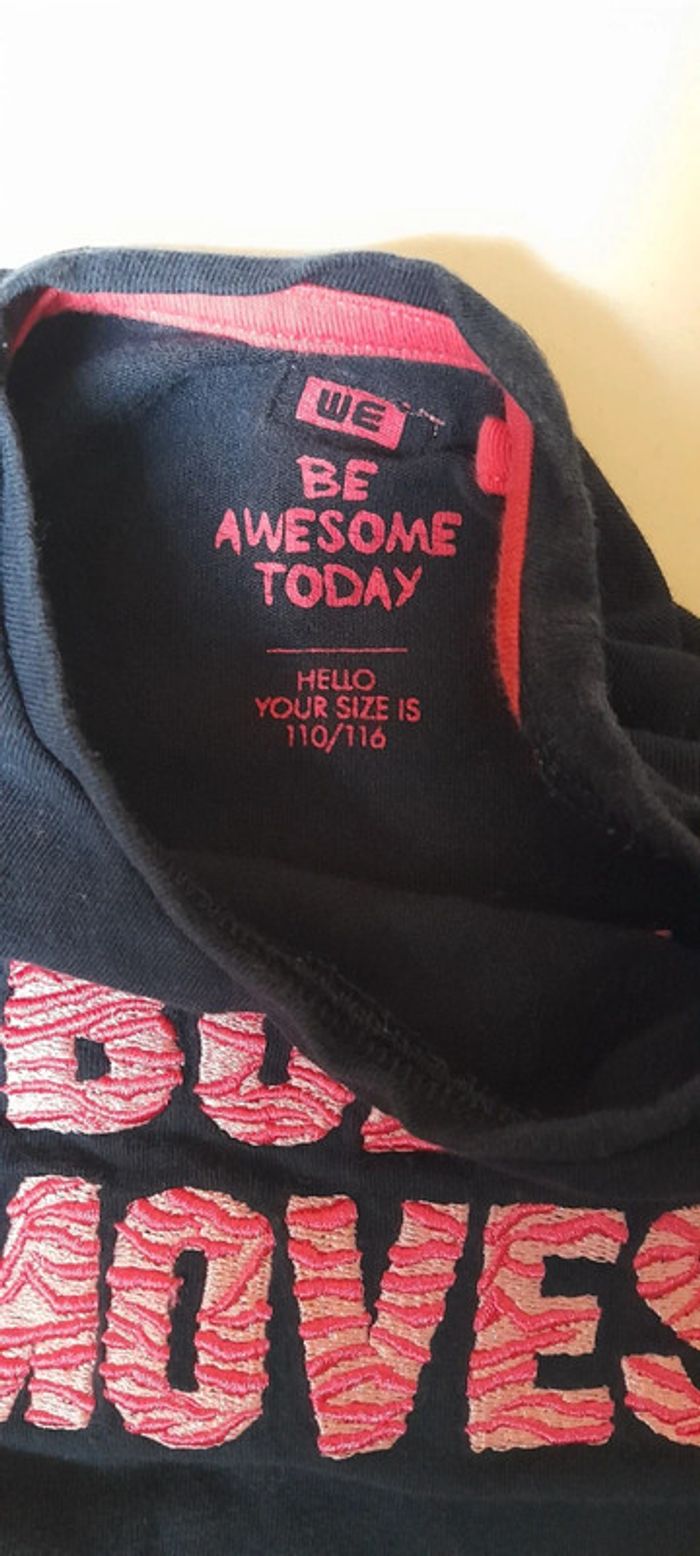 WE
BE
AWESOME
TODAY
HELLO
YOUR SIZE IS
110/116
MOVES